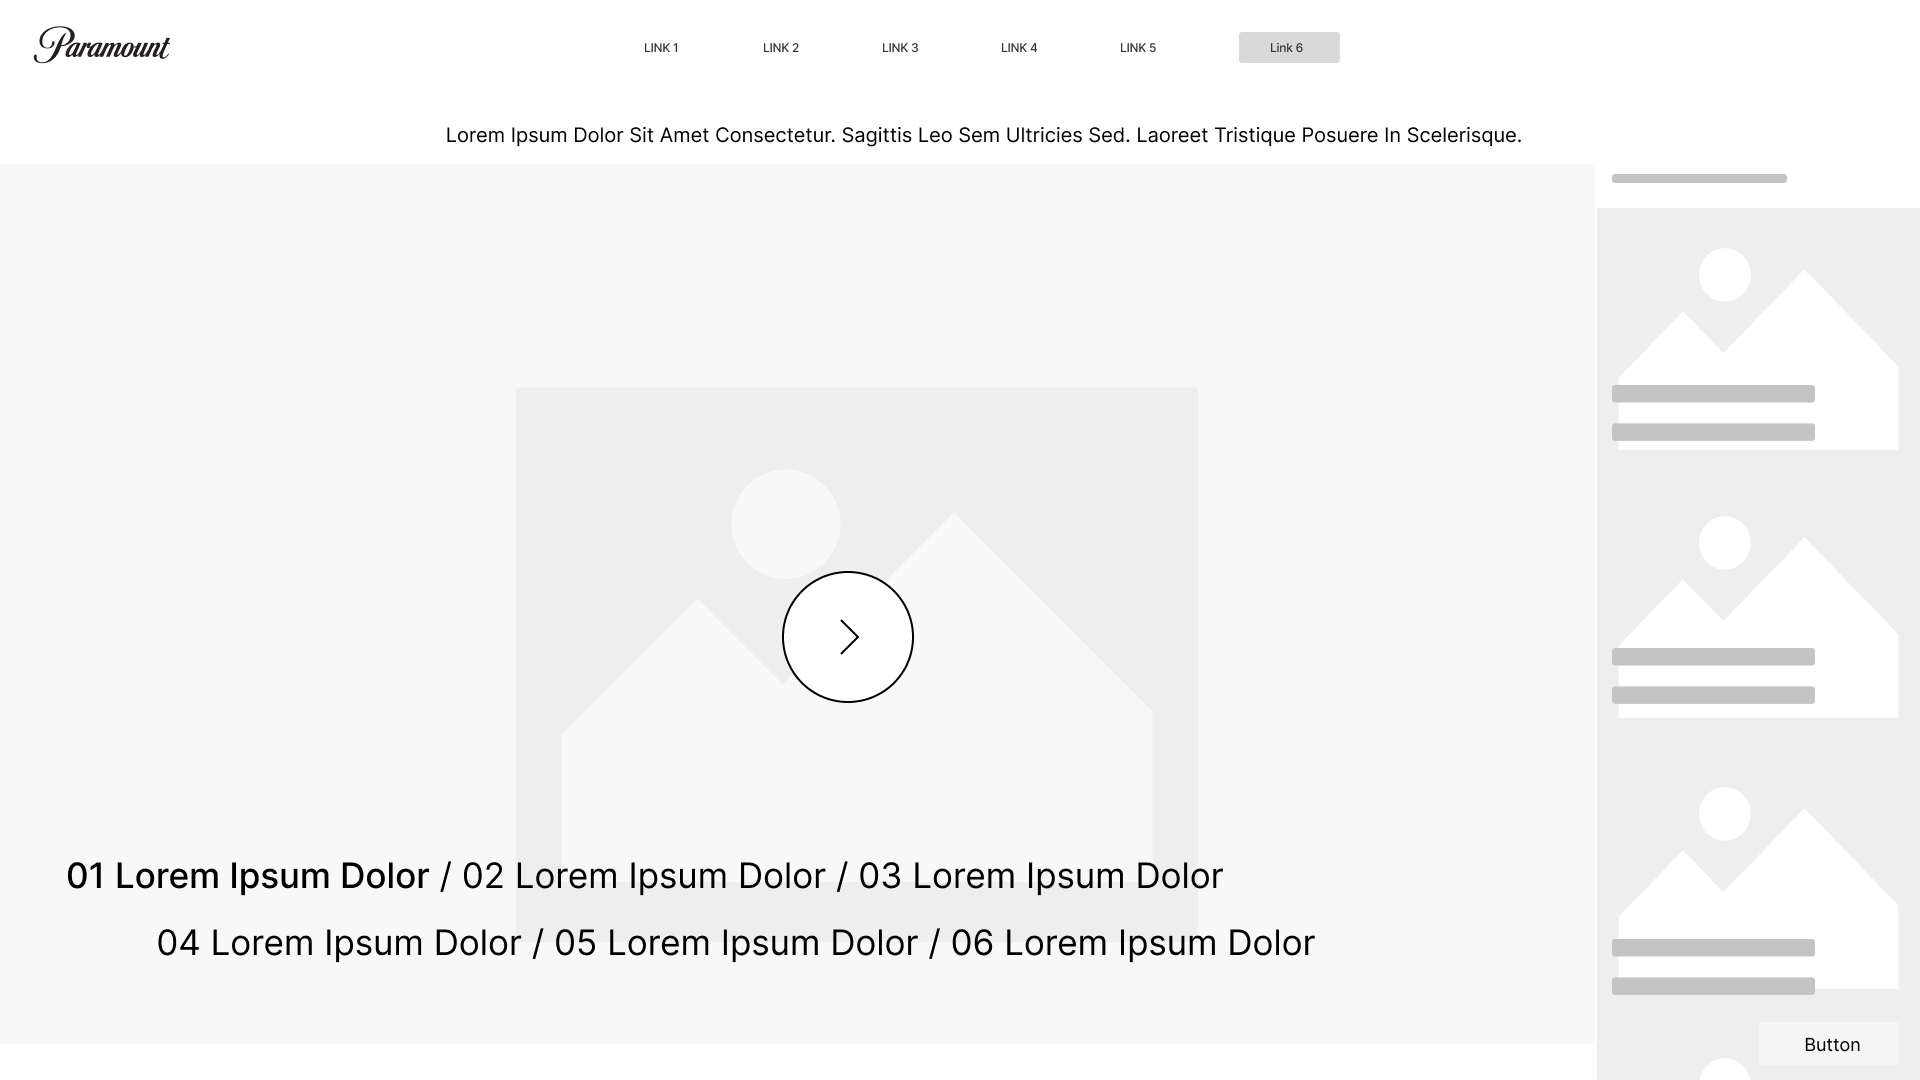 Paramount
LINK 1
LINK 2
LINK 3
LINK 4
LINK 5
Link 6
Lorem Ipsum Dolor Sit Amet Consectetur. Sagittis Leo Sem Ultricies Sed. Laoreet Tristique Posuere In Scelerisque.
01 Lorem Ipsum Dolor / 02 Lorem Ipsum Dolor / 03 Lorem Ipsum Dolor
04 Lorem Ipsum Dolor / 05 Lorem Ipsum Dolor / 06 Lorem Ipsum Dolor
Button